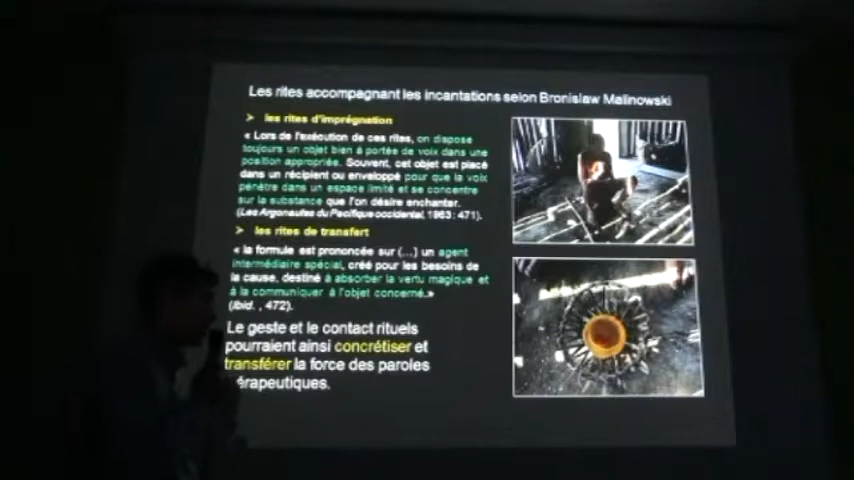 Les rites accompagnant les incantations selon Bronislaw Malinowski
➢ les rites d'imprégnation
« Lors de l'exécution de ces rites, on dispose
toujours un objet bien à portée de voix dans une
position appropriée. Souvent, cet objet est placé
dans un récipient ou enveloppé pour que la voix
pénètre dans un espace limité et se concentre
sur la substance que l'on désire enchanter.
(Les Argonautes du Pacifique occidental, 1963 : 471).
➢ les rites de transfert
« la formule est prononcée sur (...) un agent
intermédiaire spécial, créé pour les besoins de
la cause, destiné à absorber la vertu magique et
à la communiquer à l'objet concerné.»
(Ibid. , 472).
Le geste et le contact rituels
pourraient ainsi concrétiser et
transférer la force des paroles
érapeutiques.